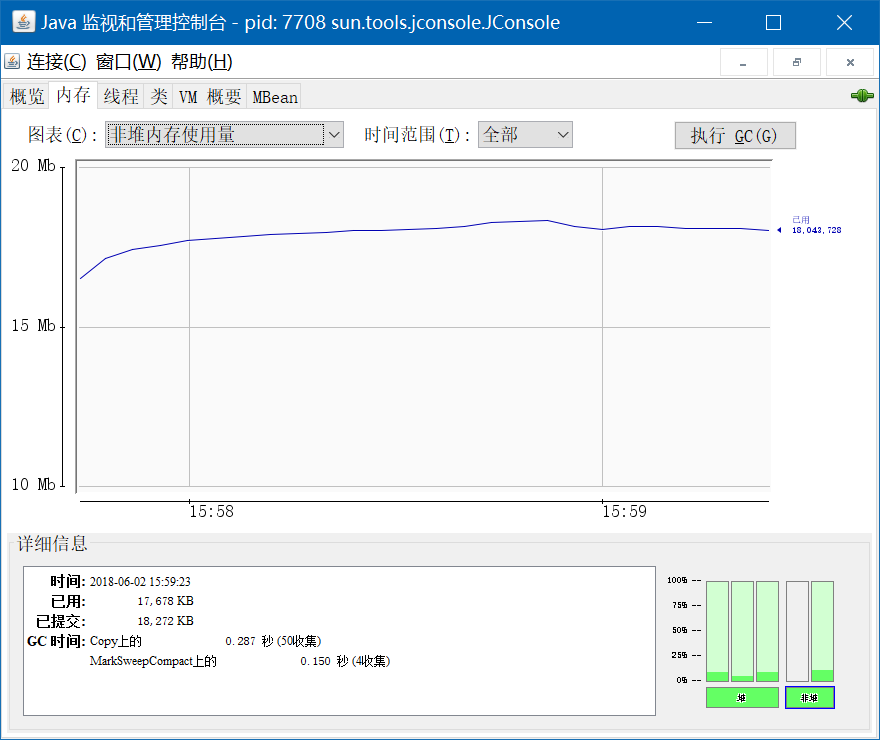 Java 监视和管理控制台 - pid: 7708 sun.tools.jconsole.JConsole
连接(C) 窗口(W) 帮助(H)
概览 内存 线程 类 VM 概要 MBean
图表(C): 非堆内存使用量 时间范围(T): 全部 执行 GC(G)
20 Mb
已用
18,043,728
15 Mb
10 Mb
15:58 15:59
详细信息
时间: 2018-06-02 15:59:23
已用: 17,678 KB
已提交: 18,272 KB
GC 时间: Copy上的 0.287 秒 (50收集)
MarkSweepCompact上的 0.150 秒 (4收集)
100% --
75% --
50% --
25% --
0% --
堆 非堆